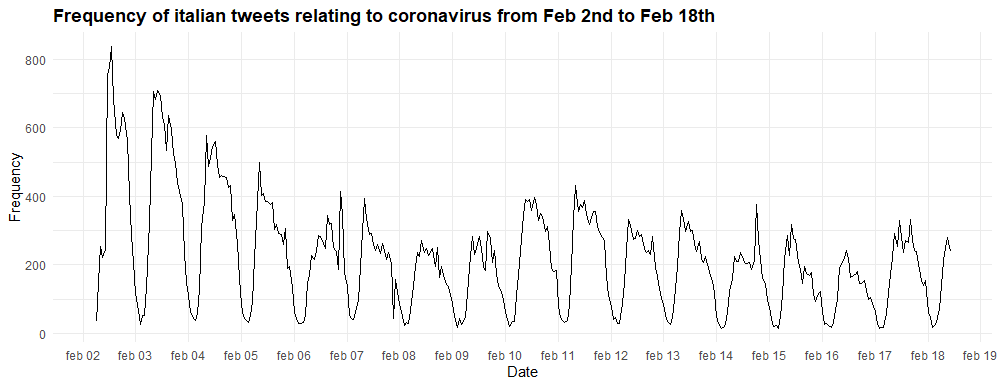 Frequency of italian tweets relating to coronavirus from Feb 2nd to Feb 18th
Frequency
800
600
400
200
0
feb 02 feb 03 feb 04 feb 05 feb 06 feb 07 feb 08 feb 09 feb 10 feb 11 feb 12 feb 13 feb 14 feb 15 feb 16 feb 17 feb 18 feb 19
Date